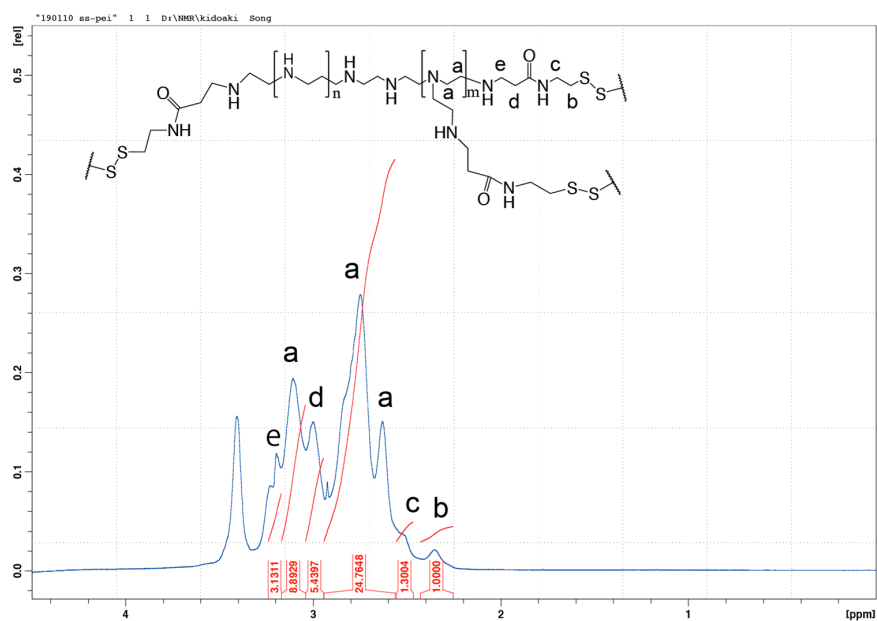 "190110 ss-pei" 1 1 D:\NMR\kidoaki Song
[rel]
0.5
0.4
0.3
0.2
0.1
0.0
O
H
N
H
N
N
H
N
H
N
n
m
a
a
N
H
e
d
O
c
N
H
b
S
S
O
NH
S
S
HN
O
N
H
S
S
e
a
d
a
a
c
b
3.1311
8.8929
5.4397
24.7648
1.3004
1.0000
4
3
2
1
[ppm]